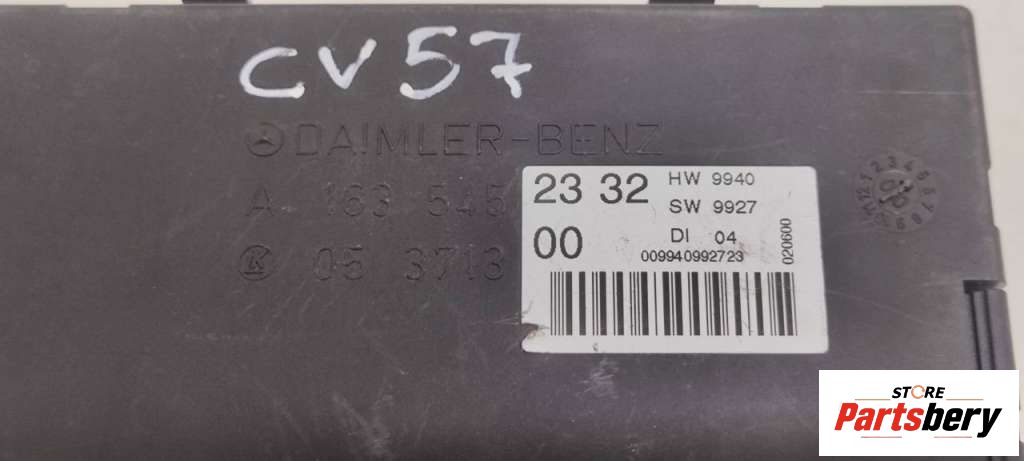 CV57
DAIMLER-BENZ
A 163 545 23 32
HW 9940
SW 9927
05 3713 00
DI 04
009940992723
020600
STORE
Partsbery